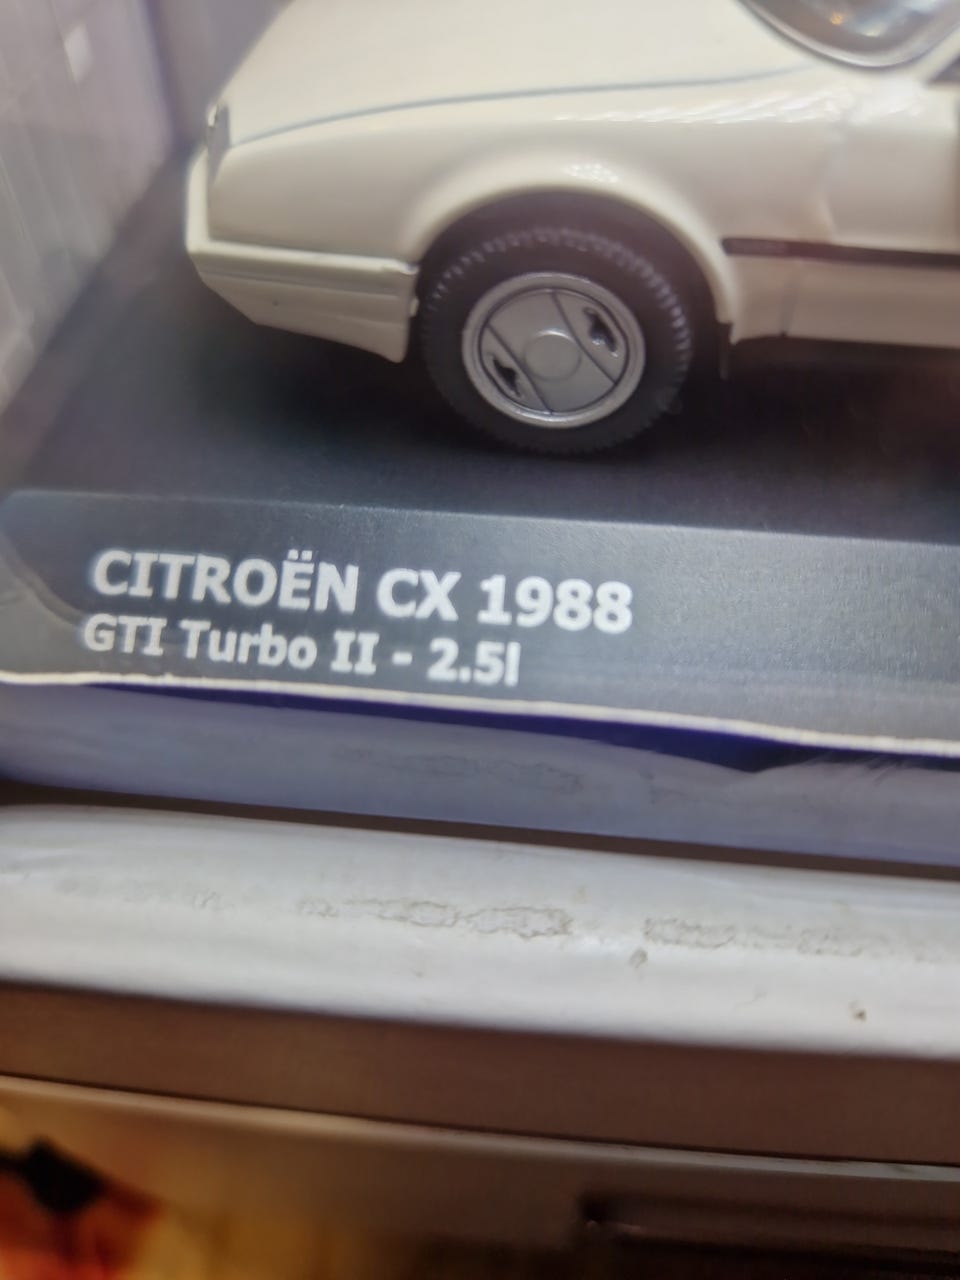 CITROËN CX 1988
GTI Turbo II - 2.5l